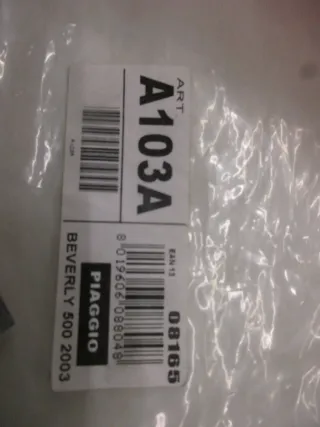 ART
A103A
EAN 13
08165
8 019606 088048
PIAGGIO
BEVERLY 500 2003